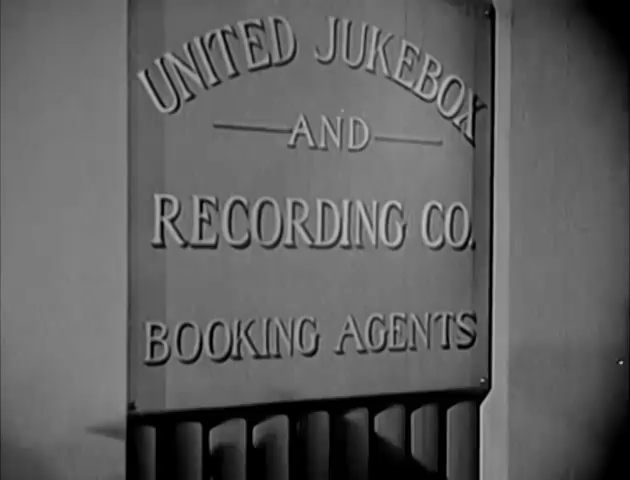 UNITED JUKEBOX
AND
RECORDING CO.
BOOKING AGENTS